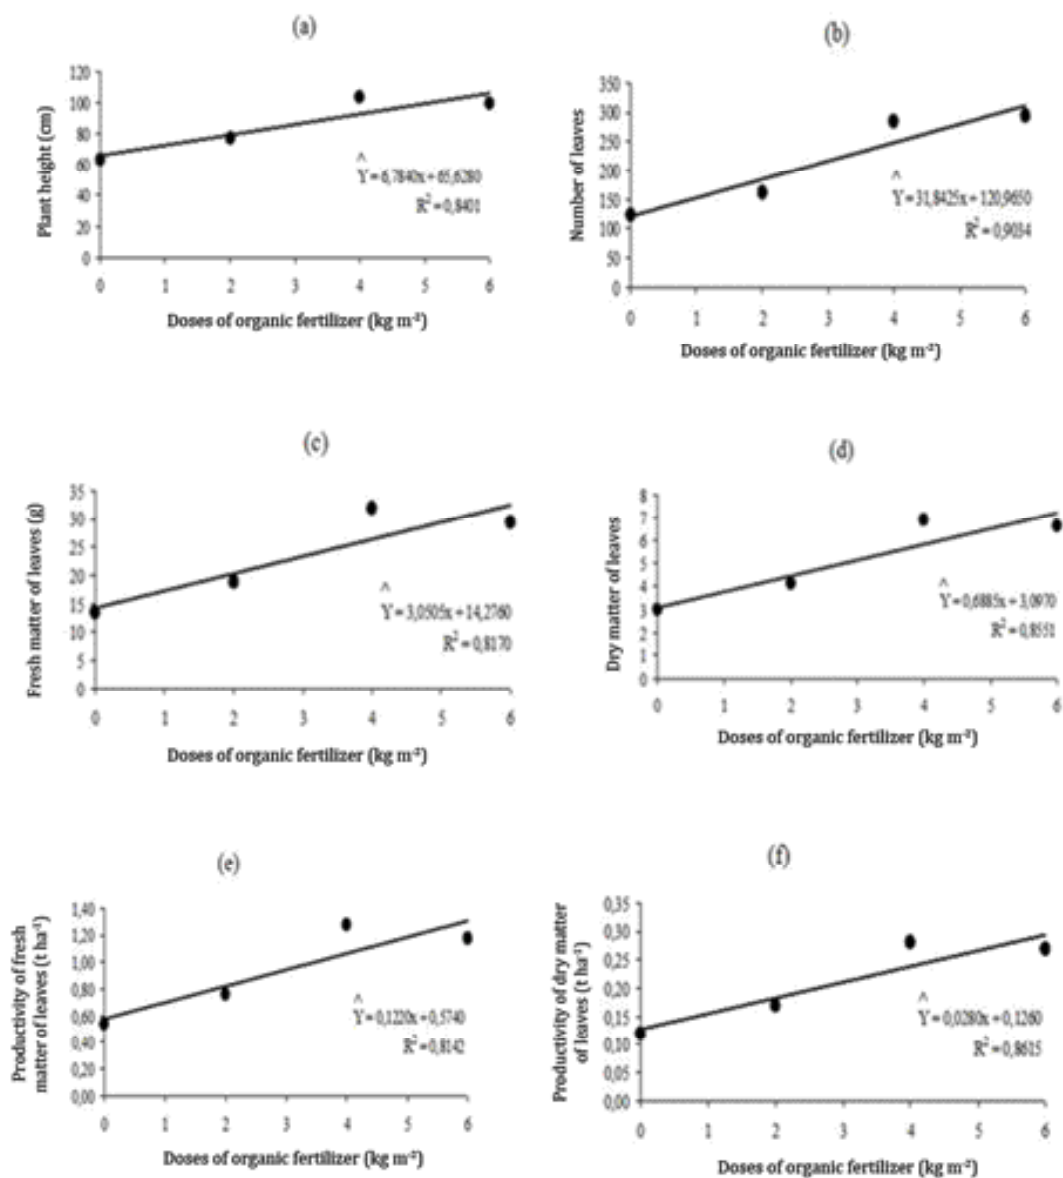 (a)
Plant height (cm)
120
100
80
60
40
20
0
^
Y = 6,7840x + 65,6280
R² = 0,8401
0 1 2 3 4 5 6
Doses of organic fertilizer (kg m⁻²)
(b)
Number of leaves
350
300
250
200
150
100
50
0
^
Y = 31,8425x + 120,9650
R² = 0,9034
0 1 2 3 4 5 6
Doses of organic fertilizer (kg m⁻²)
(c)
Fresh matter of leaves (g)
35
30
25
20
15
10
5
0
^
Y = 3,0505x + 14,2760
R² = 0,8170
0 1 2 3 4 5 6
Doses of organic fertilizer (kg m⁻²)
(d)
Dry matter of leaves
8
7
6
5
4
3
2
1
0
^
Y = 0,6885x + 3,0970
R² = 0,8551
0 1 2 3 4 5 6
Doses of organic fertilizer (kg m⁻²)
(e)
Productivity of fresh
matter of leaves (t ha⁻¹)
1,40
1,20
1,00
0,80
0,60
0,40
0,20
0,00
^
Y = 0,1220x + 0,5740
R² = 0,8142
0 1 2 3 4 5 6
Doses of organic fertilizer (kg m⁻²)
(f)
Productivity of dry matter
of leaves (t ha⁻¹)
0,35
0,30
0,25
0,20
0,15
0,10
0,05
0,00
^
Y = 0,0280x + 0,1260
R² = 0,8615
0 1 2 3 4 5 6
Doses of organic fertilizer (kg m⁻²)